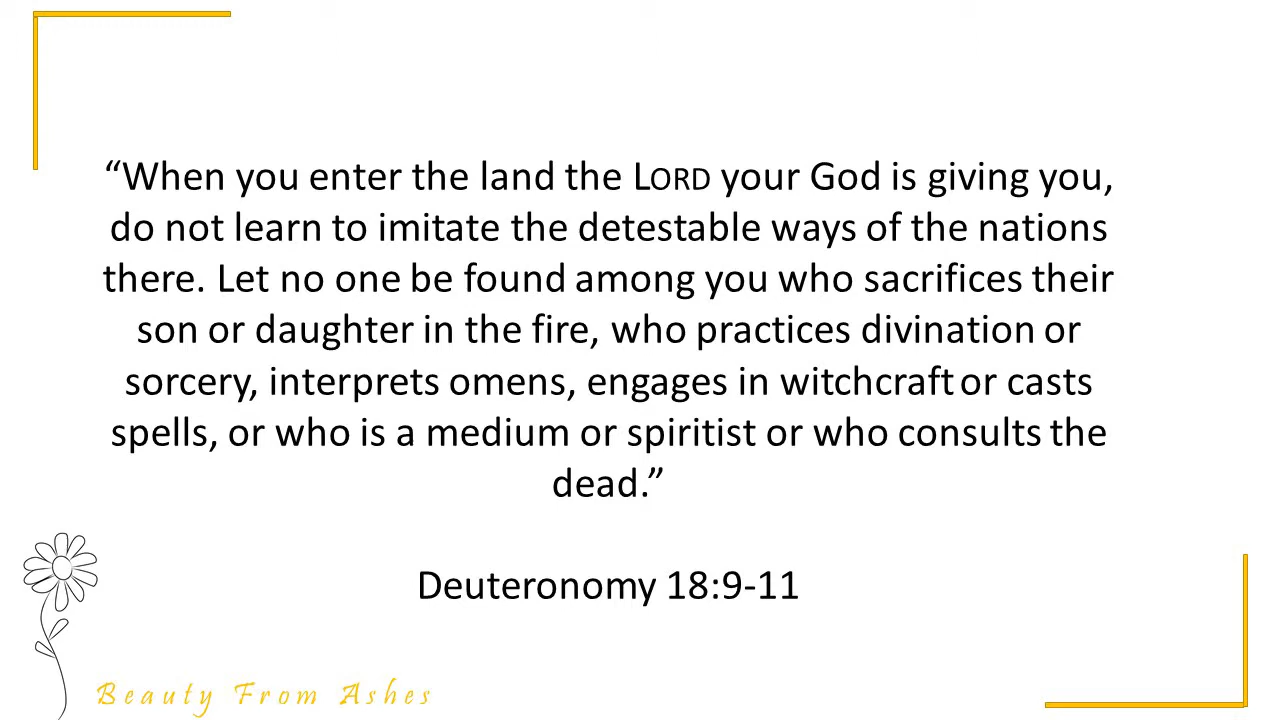 “When you enter the land the LORD your God is giving you,
do not learn to imitate the detestable ways of the nations
there. Let no one be found among you who sacrifices their
son or daughter in the fire, who practices divination or
sorcery, interprets omens, engages in witchcraft or casts
spells, or who is a medium or spiritist or who consults the
dead.”
Deuteronomy 18:9-11
Beauty From Ashes